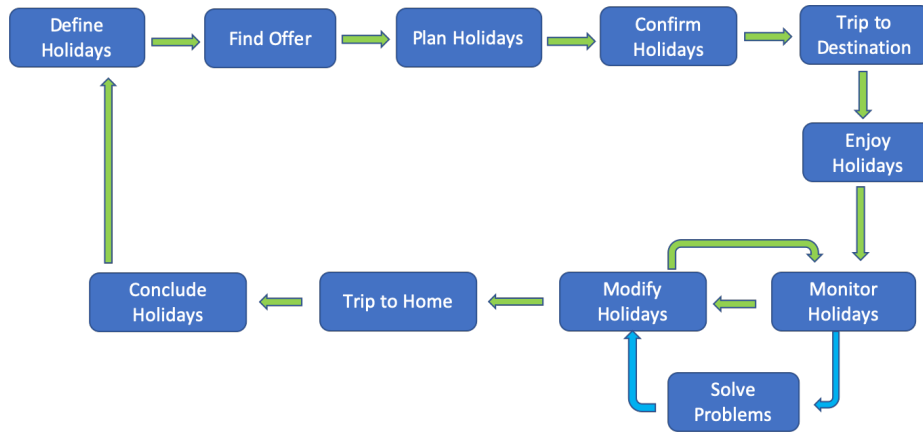 Define
Holidays
Find Offer
Plan Holidays
Confirm
Holidays
Trip to
Destination
Enjoy
Holidays
Monitor
Holidays
Modify
Holidays
Solve
Problems
Trip to Home
Conclude
Holidays